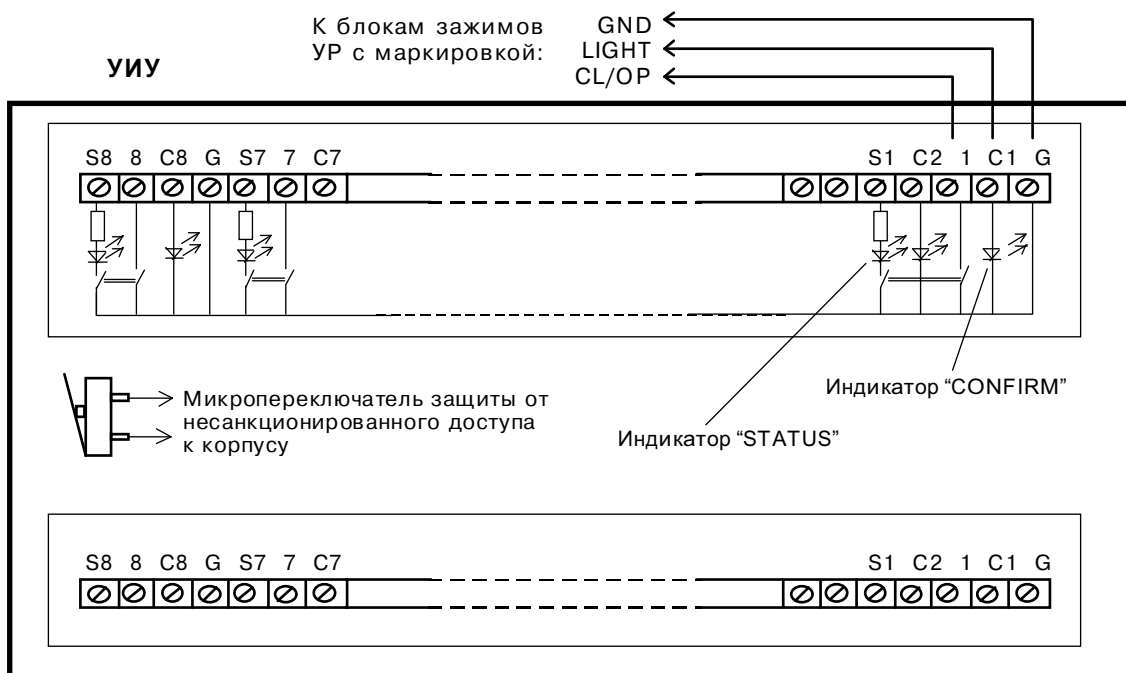 К блокам зажимов GND
УР с маркировкой: LIGHT
CL/OP
УИУ
S8 8 C8 G S7 7 C7 S1 C2 1 C1 G
Индикатор “CONFIRM”
Микропереключатель защиты от
несанкционированного доступа
к корпусу
Индикатор “STATUS”
S8 8 C8 G S7 7 C7 S1 C2 1 C1 G